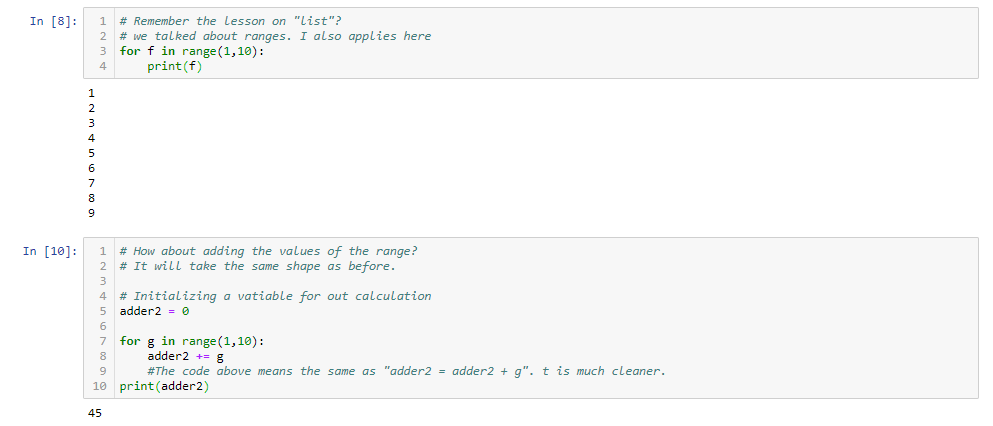 In [8]:
1 # Remember the lesson on "list"?
2 # we talked about ranges. I also applies here
3 for f in range(1,10):
4     print(f)
1
2
3
4
5
6
7
8
9
In [10]:
1 # How about adding the values of the range?
2 # It will take the same shape as before.
3
4 # Initializing a vatiable for out calculation
5 adder2 = 0
6
7 for g in range(1,10):
8     adder2 += g
9     #The code above means the same as "adder2 = adder2 + g". t is much cleaner.
10 print(adder2)
45